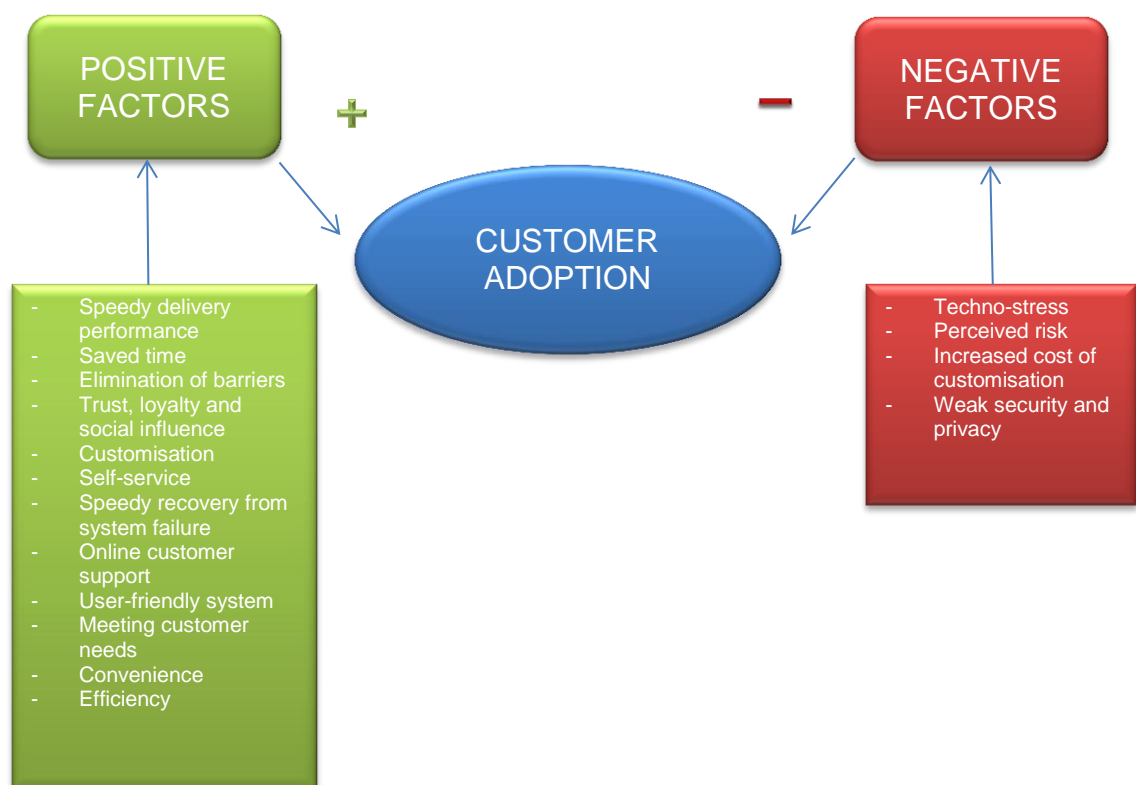 POSITIVE
FACTORS
+
−
NEGATIVE
FACTORS
CUSTOMER
ADOPTION
- Speedy delivery
performance
- Saved time
- Elimination of barriers
- Trust, loyalty and
social influence
- Customisation
- Self-service
- Speedy recovery from
system failure
- Online customer
support
- User-friendly system
- Meeting customer
needs
- Convenience
- Efficiency
- Techno-stress
- Perceived risk
- Increased cost of
customisation
- Weak security and
privacy